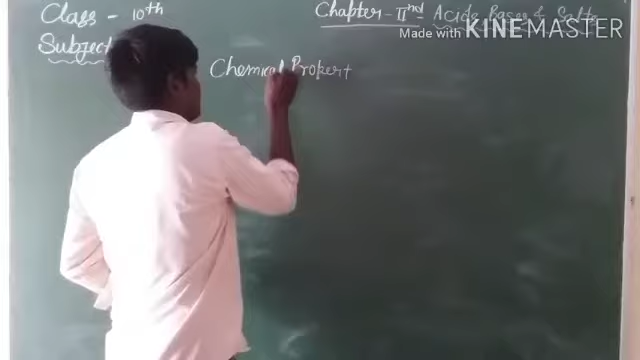 Class - 10th
Chapter - IInd Acids Bases & Salts
Made with KINEMASTER
Subject
Chemical Propert